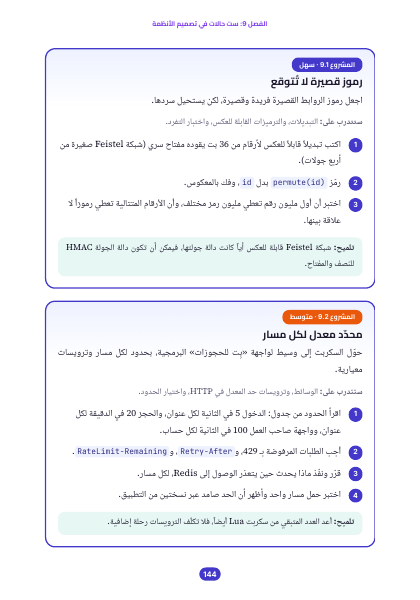 الفصل 9: ست حالات في تصميم الأنظمة
المشروع 9.1 · سهل
رموز قصيرة لا تُتوقع
اجعل رموز الروابط القصيرة فريدة وقصيرة، لكن يستحيل سردها.
ستتدرب على: التبديلات، والترميزات القابلة للعكس، واختبار التفرد.
1 اكتب تبديلاً قابلاً للعكس لأرقام من 36 بت يقوده مفتاح سري (شبكة Feistel صغيرة من
أربع جولات).
2 رمّز permute(id) بدل id، وفك بالمعكوس.
3 اختبر أن أول مليون رقم تعطي مليون رمز مختلف، وأن الأرقام المتتالية تعطي رموزاً لا
علاقة بينها.
تلميح: شبكة Feistel قابلة للعكس أياً كانت دالة جولتها، فيمكن أن تكون دالة الجولة HMAC
للنصف والمفتاح.
المشروع 9.2 · متوسط
محدّد معدل لكل مسار
حوّل السكربت إلى وسيط لواجهة «بِت للحجوزات» البرمجية، بحدود لكل مسار وترويسات
معيارية.
ستتدرب على: الوسائط، وترويسات حد المعدل في HTTP، واختيار الحدود.
1 اقرأ الحدود من جدول: الدخول 5 في الثانية لكل عنوان، والحجز 20 في الدقيقة لكل
عنوان، وواجهة صاحب العمل 100 في الثانية لكل حساب.
2 أجب الطلبات المرفوضة بـ 429، و Retry-After، و RateLimit-Remaining.
3 قرّر ونفّذ ماذا يحدث حين يتعذّر الوصول إلى Redis، لكل مسار.
4 اختبر حمل مسار واحد وأظهر أن الحد صامد عبر نسختين من التطبيق.
تلميح: أعد العدد المتبقي من سكربت Lua أيضاً، فلا تكلّف الترويسات رحلة إضافية.
144